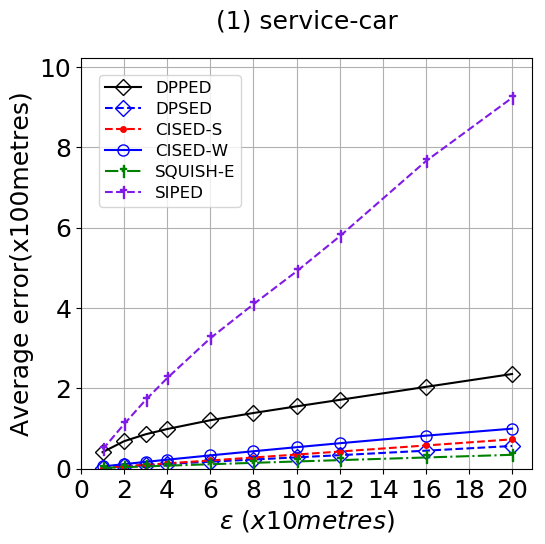 (1) service-car
DPPED
DPSED
CISED-S
CISED-W
SQUISH-E
SIPED
Average error(x100metres)
10
8
6
4
2
0
0 2 4 6 8 10 12 14 16 18 20
ε (x10metres)